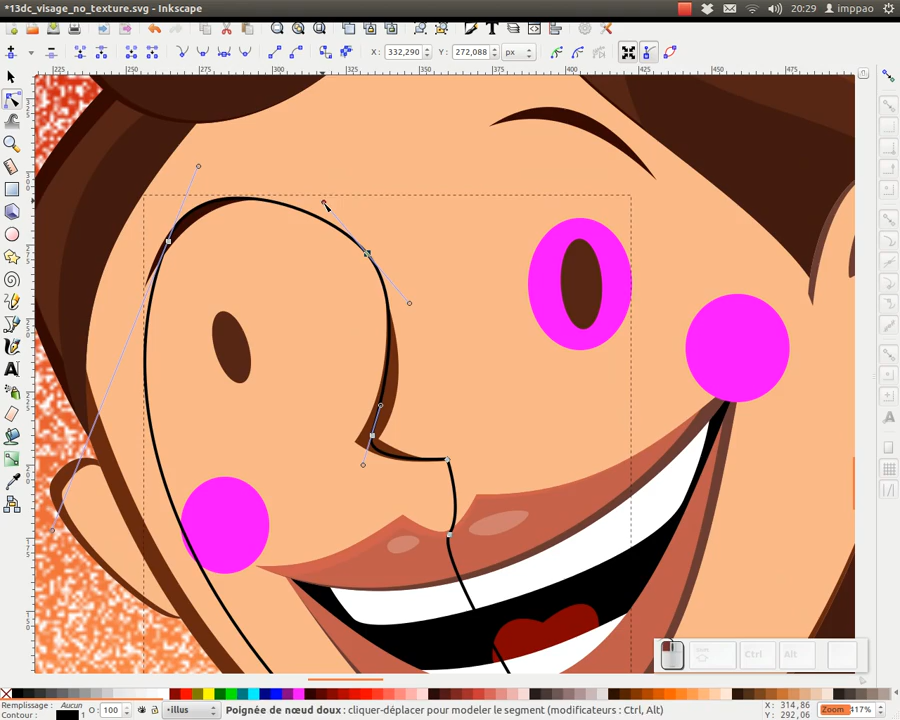 *13dc_visage_no_texture.svg - Inkscape
20:29 imppao
X: 332,290 Y: 272,088 px
225 250 275 300 325 350 375 400 425 450 475
Ctrl Alt
Remplissage : Aucun
Contour : 1
O : 100
•illus
Poignée de nœud doux : cliquer-déplacer pour modeler le segment (modificateurs : Ctrl, Alt)
X : 314,86
Y : 292,06
Zoom : 417%